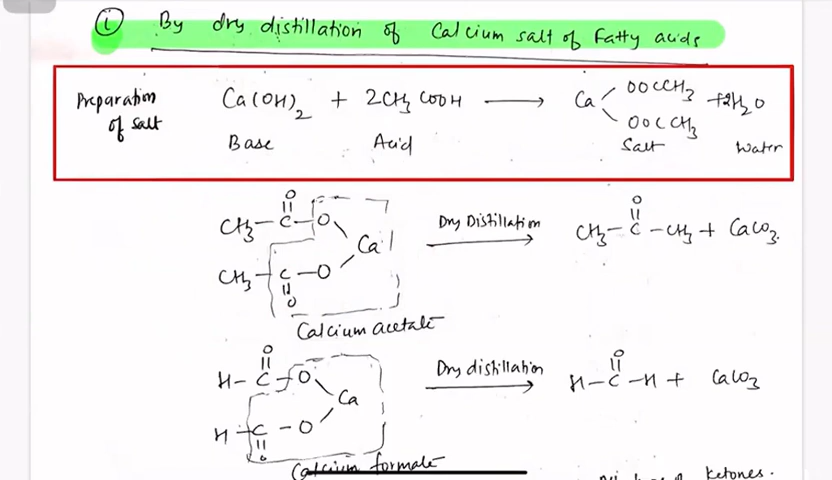 ① By dry distillation of Calcium salt of Fatty acids
Preparation of salt
Ca(OH)₂ + 2CH₃COOH ⟶ Ca OOCCH₃ OOCCH₃ + 2H₂O
Base Acid Salt Water
CH₃–C(=O)–O Ca Dry Distillation ⟶ CH₃–C(=O)–CH₃ + CaCO₃
CH₃–C(=O)–O
Calcium acetate
H–C(=O)–O Ca Dry distillation ⟶ H–C(=O)–H + CaCO₃
H–C(=O)–O
Calcium formate
ketones.